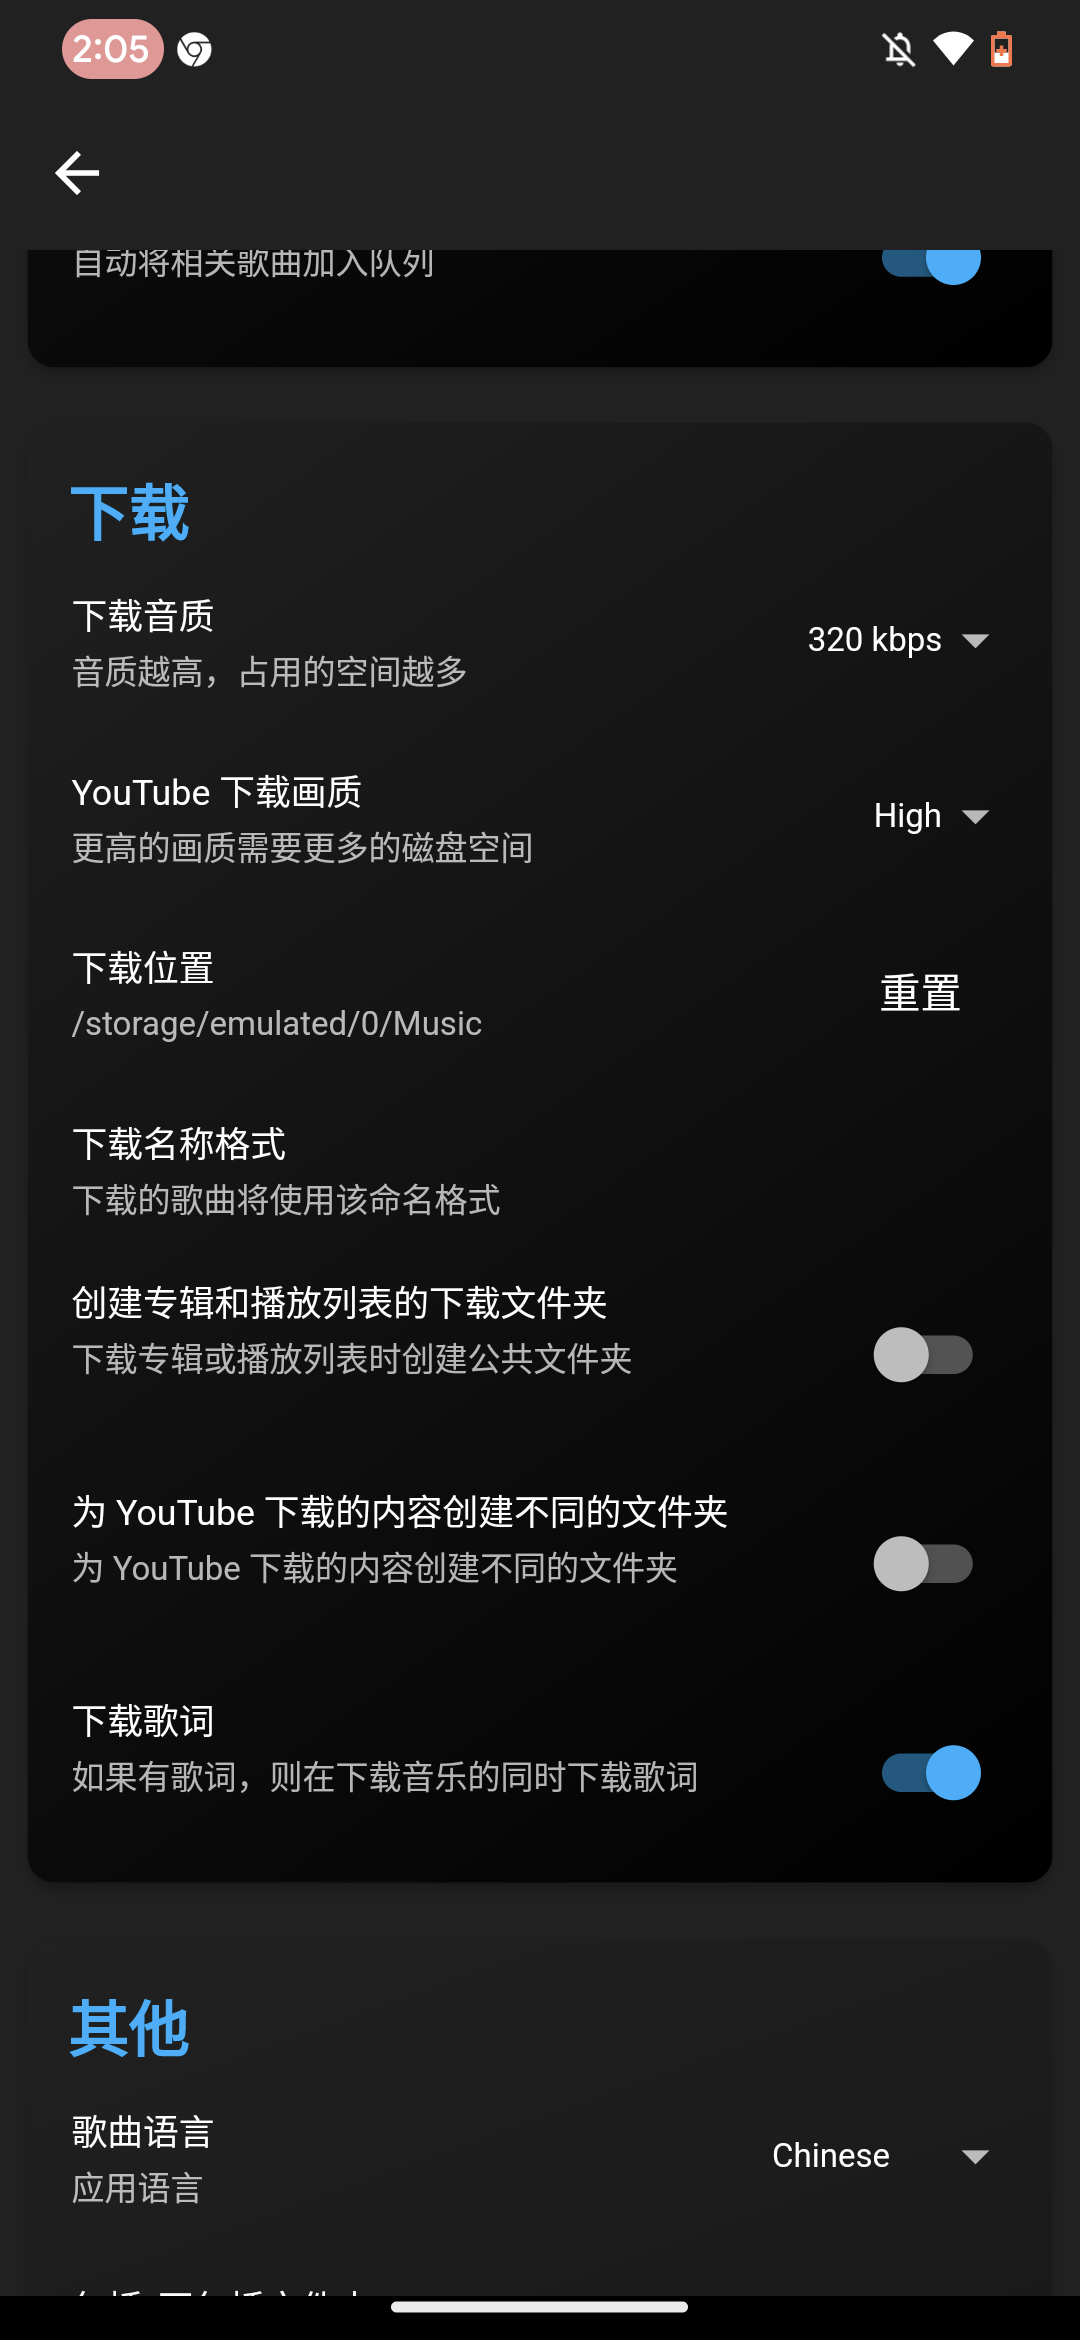 2:05
自动将相关歌曲加入队列
下载
下载音质
音质越高，占用的空间越多
320 kbps
YouTube 下载画质
更高的画质需要更多的磁盘空间
High
下载位置
/storage/emulated/0/Music
重置
下载名称格式
下载的歌曲将使用该命名格式
创建专辑和播放列表的下载文件夹
下载专辑或播放列表时创建公共文件夹
为 YouTube 下载的内容创建不同的文件夹
为 YouTube 下载的内容创建不同的文件夹
下载歌词
如果有歌词，则在下载音乐的同时下载歌词
其他
歌曲语言
应用语言
Chinese